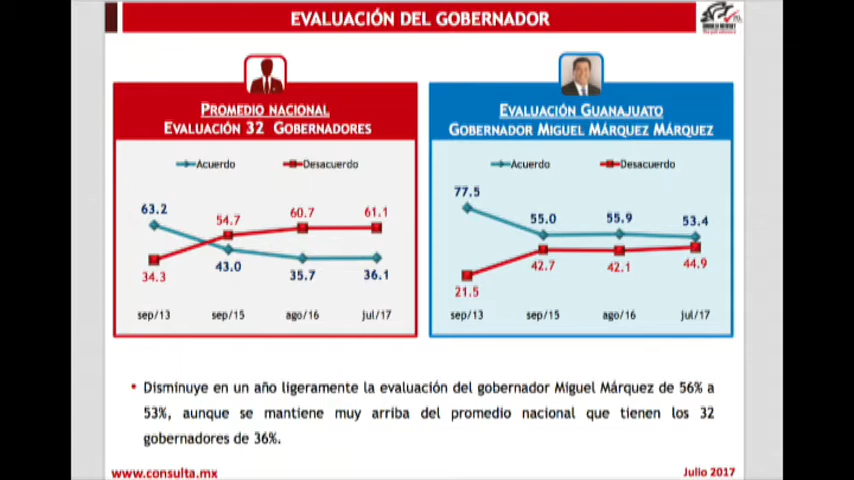 EVALUACIÓN DEL GOBERNADOR
PROMEDIO NACIONAL
EVALUACIÓN 32 GOBERNADORES
Acuerdo
Desacuerdo
63.2
54.7
60.7
61.1
34.3
43.0
35.7
36.1
sep/13
sep/15
ago/16
jul/17
EVALUACIÓN GUANAJUATO
GOBERNADOR MIGUEL MÁRQUEZ MÁRQUEZ
Acuerdo
Desacuerdo
77.5
55.0
55.9
53.4
21.5
42.7
42.1
44.9
sep/13
sep/15
ago/16
jul/17
• Disminuye en un año ligeramente la evaluación del gobernador Miguel Márquez de 56% a
53%, aunque se mantiene muy arriba del promedio nacional que tienen los 32
gobernadores de 36%.
www.consulta.mx
Julio 2017